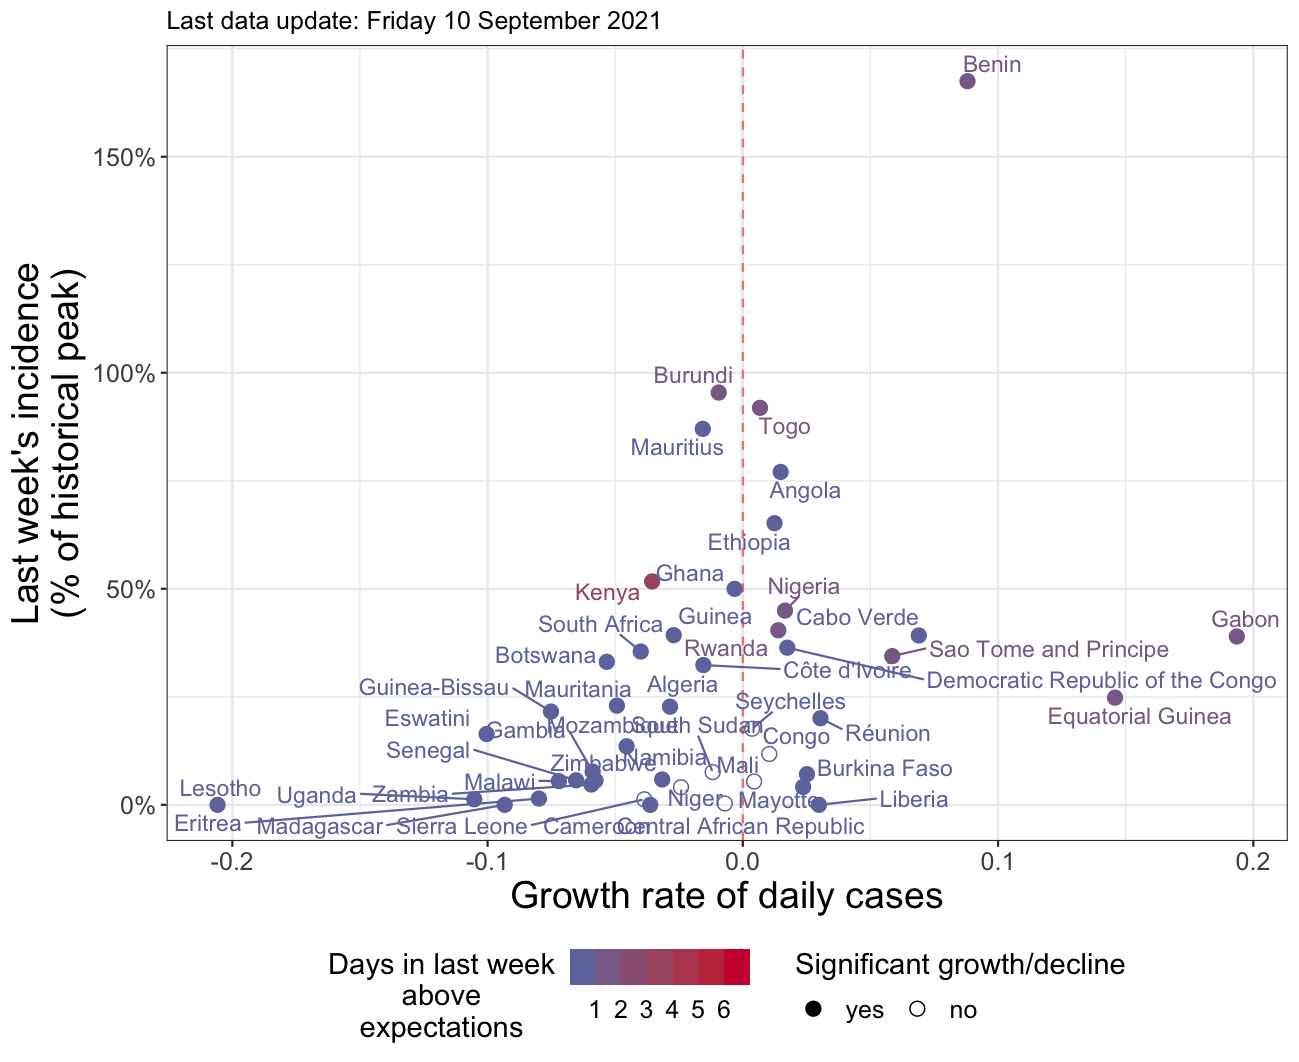 Last data update: Friday 10 September 2021
Last week's incidence
(% of historical peak)
150%
100%
50%
0%
Benin
Burundi
Togo
Mauritius
Angola
Ethiopia
Ghana
Kenya
Nigeria
Guinea
Cabo Verde
South Africa
Gabon
Rwanda
Sao Tome and Principe
Botswana
Côte d'Ivoire
Democratic Republic of the Congo
Algeria
Guinea-Bissau
Mauritania
Seychelles
Eswatini
Equatorial Guinea
Gambia
Mozambique
South Sudan
Congo
Réunion
Senegal
Zimbabwe
Namibia
Mali
Burkina Faso
Lesotho
Malawi
Uganda
Zambia
Niger
Mayotte
Liberia
Eritrea
Madagascar
Sierra Leone
Cameroon
Central African Republic
-0.2
-0.1
0.0
0.1
0.2
Growth rate of daily cases
Days in last week
above
expectations
1 2 3 4 5 6
Significant growth/decline
yes
no